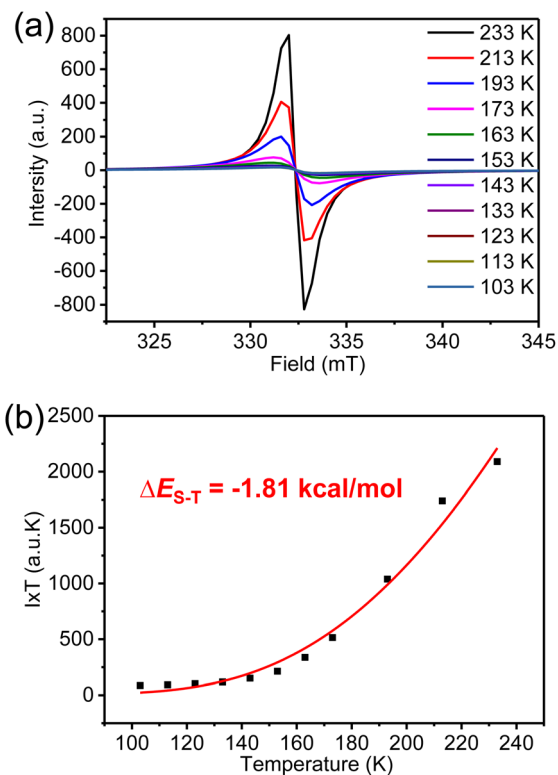 (a)
800
600
400
200
0
-200
-400
-600
-800
Intersity (a.u.)
233 K
213 K
193 K
173 K
163 K
153 K
143 K
133 K
123 K
113 K
103 K
325 330 335 340 345
Field (mT)
(b)
2500
2000
1500
1000
500
0
IxT (a.u.K)
ΔE_S-T = -1.81 kcal/mol
100 120 140 160 180 200 220 240
Temperature (K)